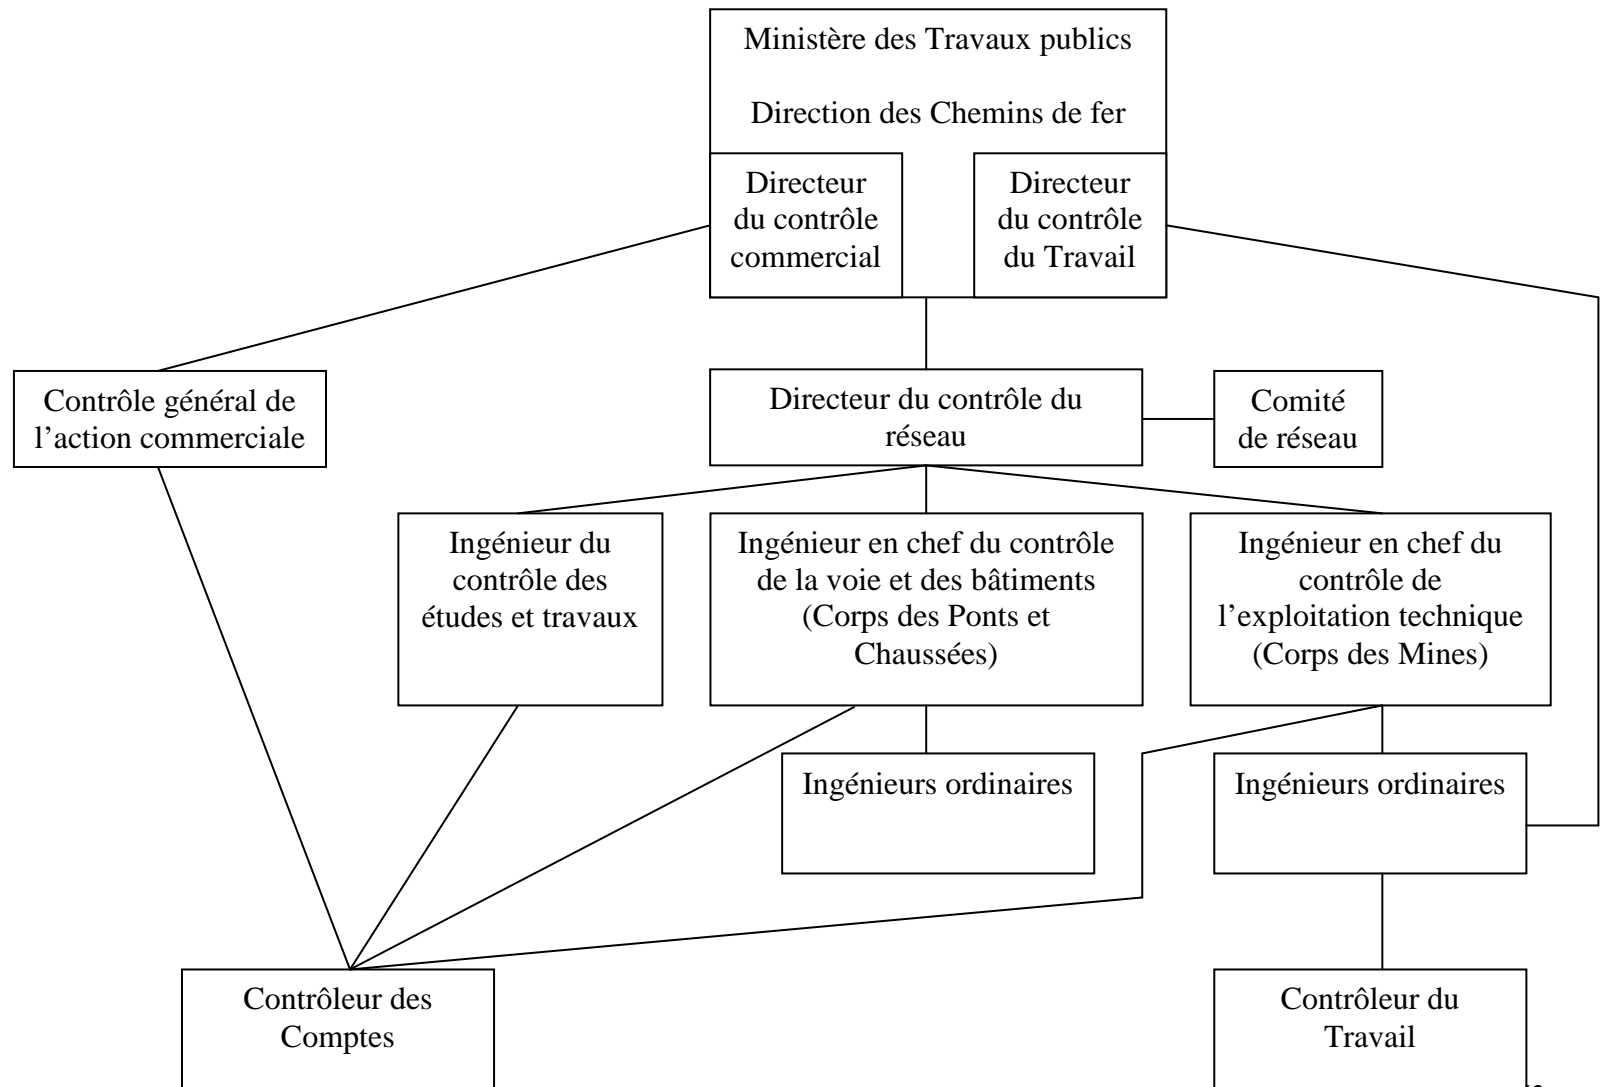 Ministère des Travaux publics
Direction des Chemins de fer
Directeur
du contrôle
commercial
Directeur
du contrôle
du Travail
Contrôle général de
l’action commerciale
Directeur du contrôle du
réseau
Comité
de réseau
Ingénieur du
contrôle des
études et travaux
Ingénieur en chef du contrôle
de la voie et des bâtiments
(Corps des Ponts et
Chaussées)
Ingénieur en chef du
contrôle de
l’exploitation technique
(Corps des Mines)
Ingénieurs ordinaires
Ingénieurs ordinaires
Contrôleur des
Comptes
Contrôleur du
Travail